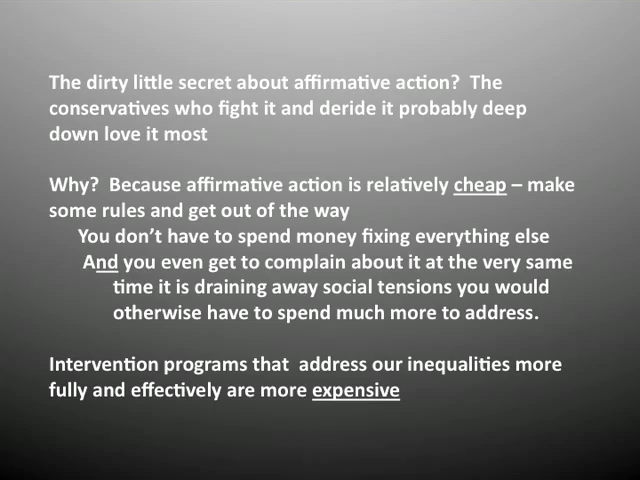 The dirty little secret about affirmative action?  The
conservatives who fight it and deride it probably deep
down love it most
Why?  Because affirmative action is relatively cheap – make
some rules and get out of the way
You don’t have to spend money fixing everything else
And you even get to complain about it at the very same
time it is draining away social tensions you would
otherwise have to spend much more to address.
Intervention programs that  address our inequalities more
fully and effectively are more expensive